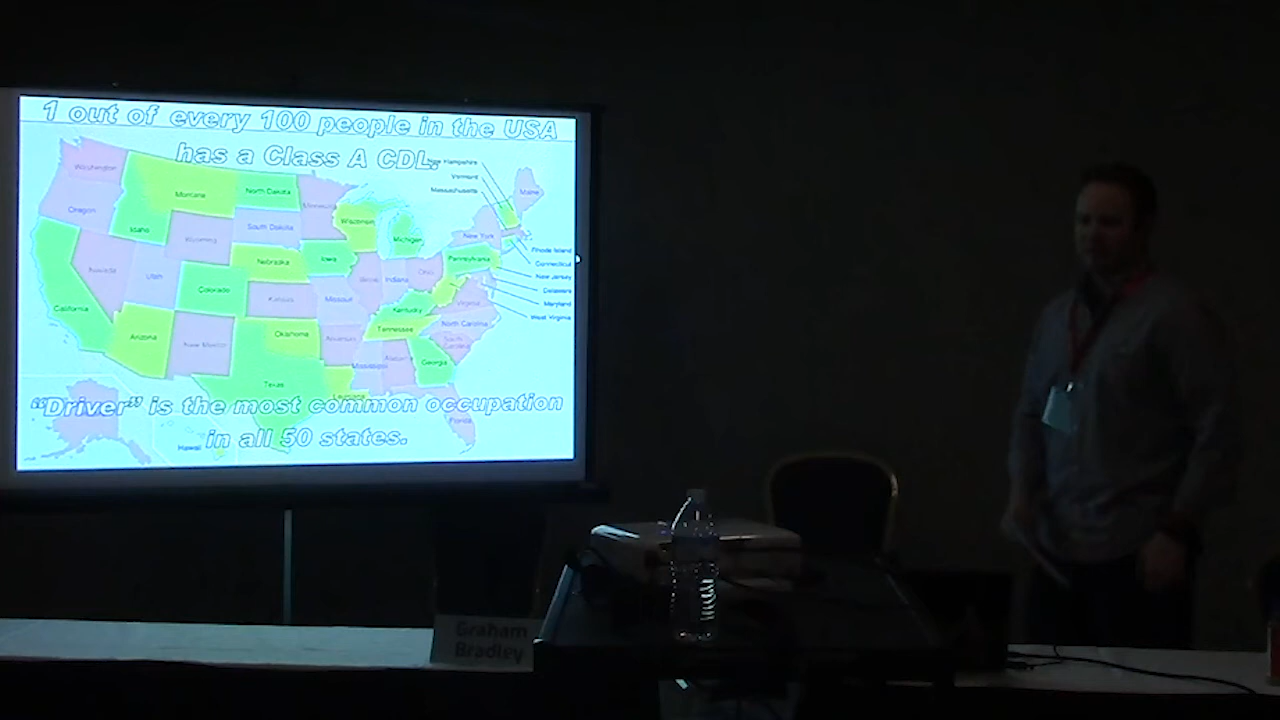 1 out of every 100 people in the USA
has a Class A CDL.
New Hampshire
Vermont
Massachusetts
Washington
Montana
North Dakota
Minnesota
Maine
Oregon
Idaho
Wyoming
South Dakota
Wisconsin
Michigan
New York
Rhode Island
Connecticut
New Jersey
Delaware
Maryland
West Virginia
Nevada
Utah
Nebraska
Iowa
Pennsylvania
Colorado
Illinois
Indiana
Ohio
California
Kansas
Missouri
Kentucky
Virginia
Arizona
New Mexico
Oklahoma
Arkansas
Tennessee
North Carolina
South
Carolina
Texas
Mississippi
Alabama
Georgia
Louisiana
“Driver” is the most common occupation
Florida
Hawaii
in all 50 states.
Graham
Bradley